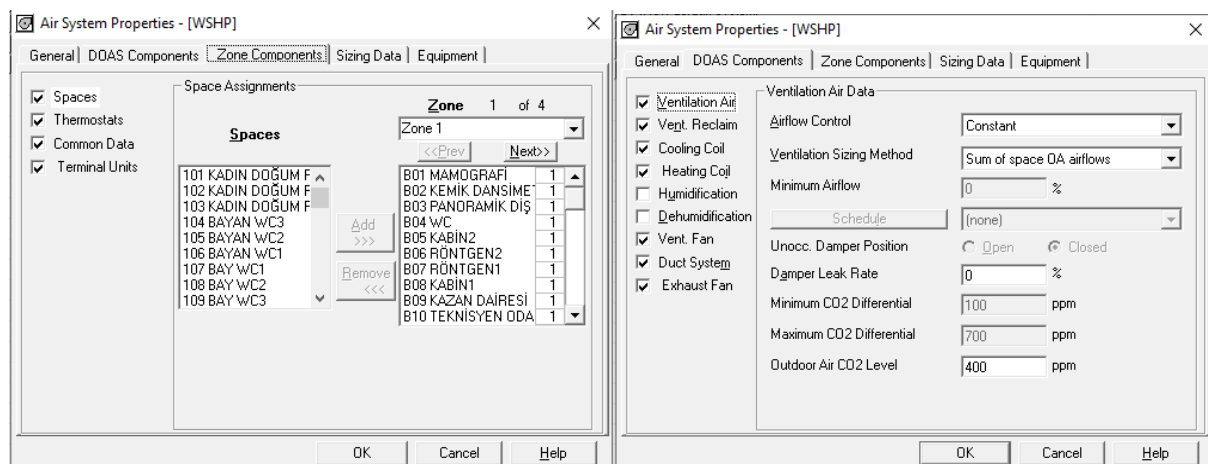 Air System Properties - [WSHP]
General
DOAS Components
Zone Components
Sizing Data
Equipment
Spaces
Thermostats
Common Data
Terminal Units
Space Assignments
Spaces
Zone 1 of 4
Zone 1
<<Prev
Next>>
101 KADIN DOĞUM F
102 KADIN DOĞUM F
103 KADIN DOĞUM F
104 BAYAN WC3
105 BAYAN WC2
106 BAYAN WC1
107 BAY WC1
108 BAY WC2
109 BAY WC3
Add
>>>
Remove
<<<
B01 MAMOGRAFİ 1
B02 KEMİK DANSİMET 1
B03 PANORAMİK DİŞ 1
B04 WC 1
B05 KABİN2 1
B06 RÖNTGEN2 1
B07 RÖNTGEN1 1
B08 KABİN1 1
B09 KAZAN DAİRESİ 1
B10 TEKNİSYEN ODA 1
OK
Cancel
Help
Air System Properties - [WSHP]
General
DOAS Components
Zone Components
Sizing Data
Equipment
Ventilation Air
Vent. Reclaim
Cooling Coil
Heating Coil
Humidification
Dehumidification
Vent. Fan
Duct System
Exhaust Fan
Ventilation Air Data
Airflow Control Constant
Ventilation Sizing Method Sum of space OA airflows
Minimum Airflow 0 %
Schedule (none)
Unocc. Damper Position Open Closed
Damper Leak Rate 0 %
Minimum CO2 Differential 100 ppm
Maximum CO2 Differential 700 ppm
Outdoor Air CO2 Level 400 ppm
OK
Cancel
Help